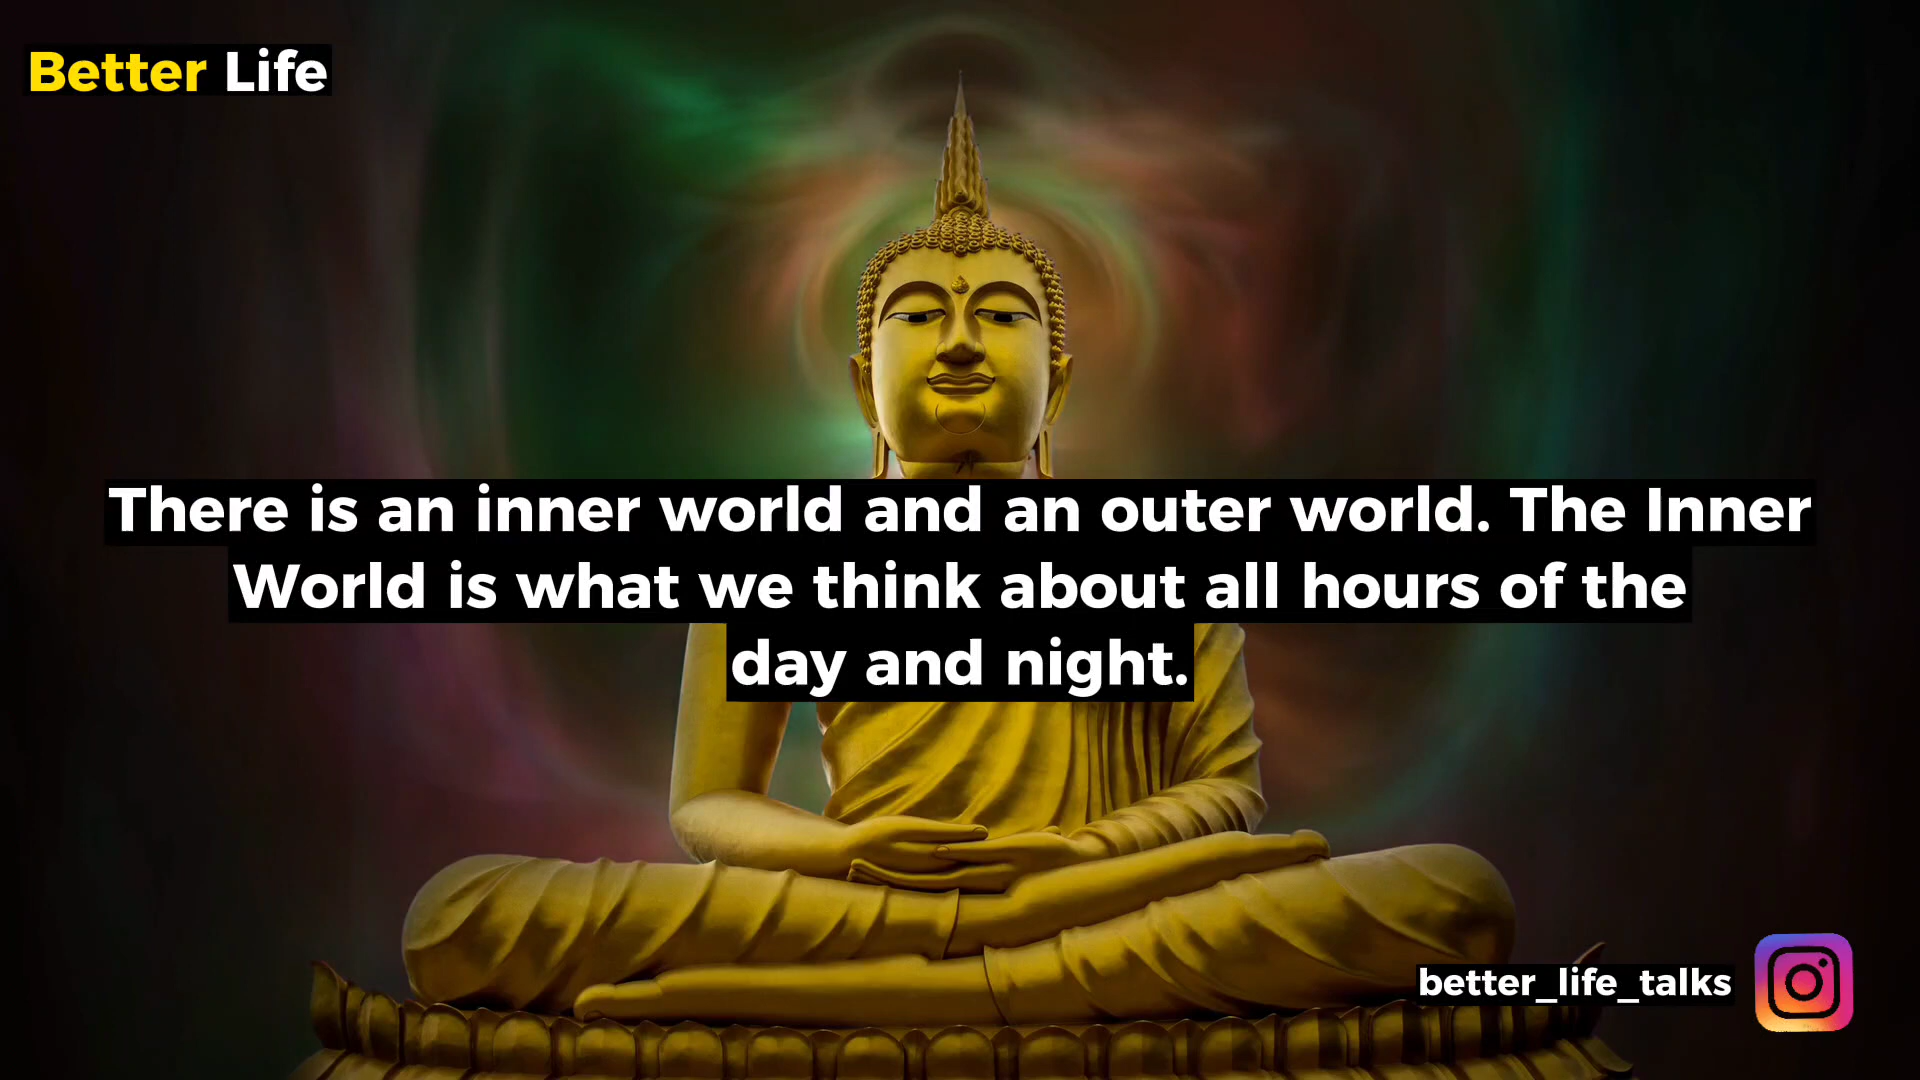 Better Life
There is an inner world and an outer world. The Inner
World is what we think about all hours of the
day and night.
better_life_talks